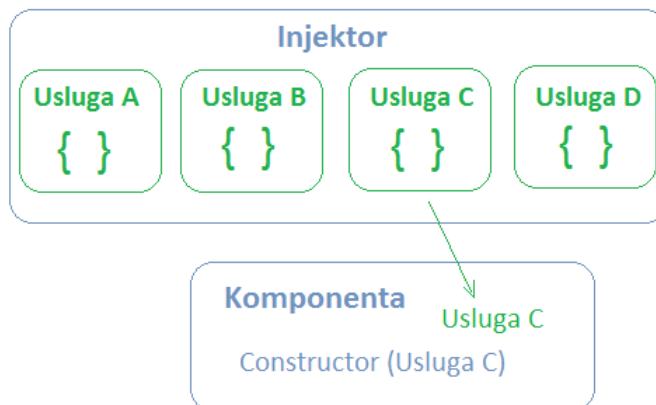 Injektor
Usluga A
Usluga B
Usluga C
Usluga D
{ }
{ }
{ }
{ }
Komponenta
Usluga C
Constructor (Usluga C)